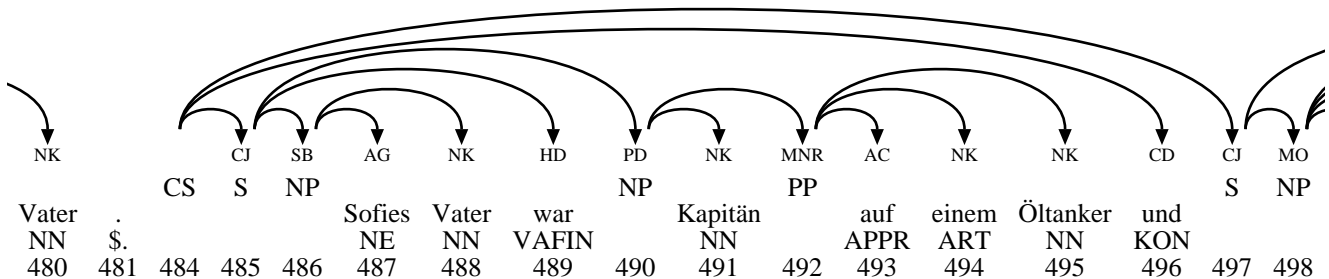 NK CJ SB AG NK HD PD NK MNR AC NK NK CD CJ MO
CS S NP NP PP S NP
Vater . Sofies Vater war Kapitän auf einem Öltanker und
NN $. NE NN VAFIN NN APPR ART NN KON
480 481 484 485 486 487 488 489 490 491 492 493 494 495 496 497 498